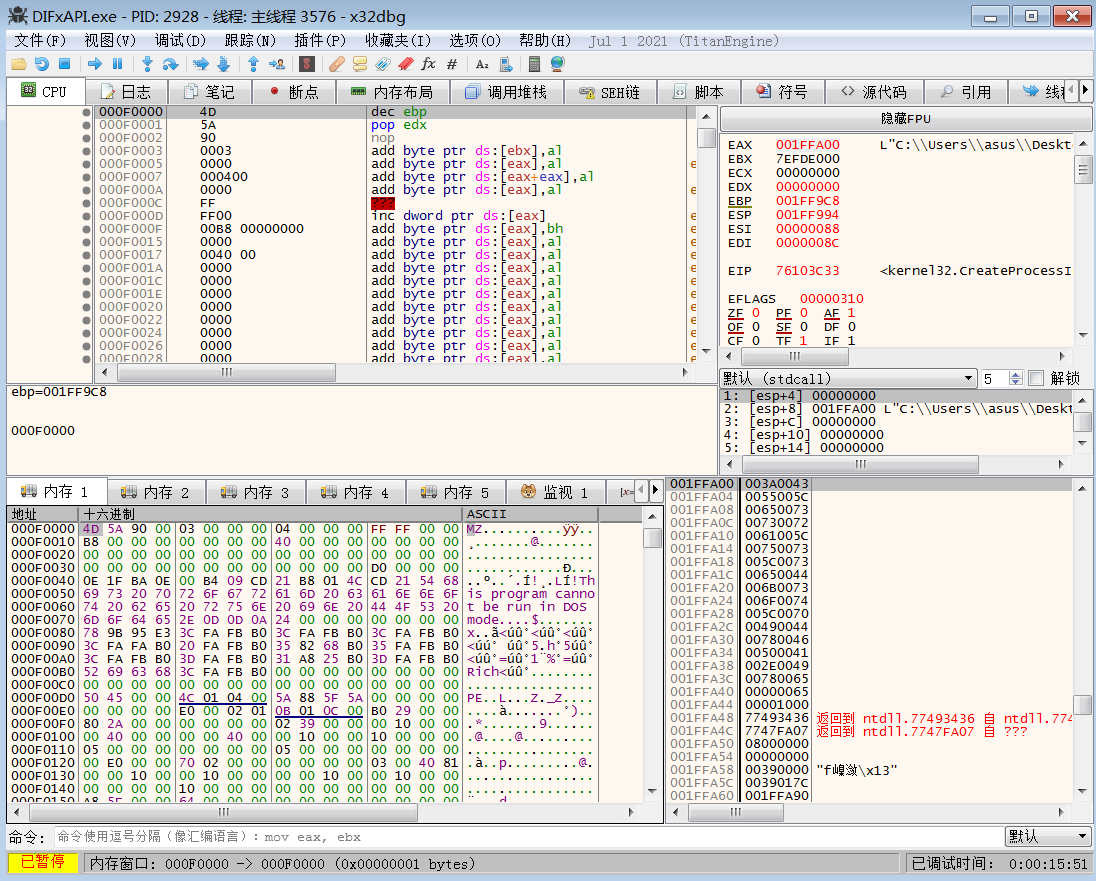 DIFxAPI.exe - PID: 2928 - 线程: 主线程 3576 - x32dbg
文件(F) 视图(V) 调试(D) 跟踪(N) 插件(P) 收藏夹(I) 选项(O) 帮助(H) Jul 1 2021 (TitanEngine)
CPU 日志 笔记 断点 内存布局 调用堆栈 SEH链 脚本 符号 源代码 引用 线程
000F0000 4D dec ebp
000F0001 5A pop edx
000F0002 90 nop
000F0003 0003 add byte ptr ds:[ebx],al
000F0005 0000 add byte ptr ds:[eax],al
000F0007 000400 add byte ptr ds:[eax+eax],al
000F000A 0000 add byte ptr ds:[eax],al
000F000C FF ???
000F000D FF00 inc dword ptr ds:[eax]
000F000F 00B8 00000000 add byte ptr ds:[eax],bh
000F0015 0000 add byte ptr ds:[eax],al
000F0017 0040 00 add byte ptr ds:[eax],al
000F001A 0000 add byte ptr ds:[eax],al
000F001C 0000 add byte ptr ds:[eax],al
000F001E 0000 add byte ptr ds:[eax],al
000F0020 0000 add byte ptr ds:[eax],al
000F0022 0000 add byte ptr ds:[eax],al
000F0024 0000 add byte ptr ds:[eax],al
000F0026 0000 add byte ptr ds:[eax],al
000F0028 0000 add byte ptr ds:[eax],al
隐藏FPU
EAX 001FFA00 L"C:\\Users\\asus\\Deskt
EBX 7EFDE000
ECX 00000000
EDX 00000000
EBP 001FF9C8
ESP 001FF994
ESI 00000088
EDI 0000008C
EIP 76103C33 <kernel32.CreateProcessI
EFLAGS 00000310
ZF 0 PF 0 AF 1
OF 0 SF 0 DF 0
CF 0 TF 1 IF 1
默认 (stdcall) 5 解锁
1: [esp+4] 00000000
2: [esp+8] 001FFA00 L"C:\\Users\\asus\\Deskt
3: [esp+C] 00000000
4: [esp+10] 00000000
5: [esp+14] 00000000
ebp=001FF9C8
000F0000
内存 1 内存 2 内存 3 内存 4 内存 5 监视 1 [x=
地址 十六进制 ASCII
000F0000 4D 5A 90 00 03 00 00 00 04 00 00 00 FF FF 00 00 MZ..........ÿÿ..
000F0010 B8 00 00 00 00 00 00 00 40 00 00 00 00 00 00 00 ¸.......@.......
000F0020 00 00 00 00 00 00 00 00 00 00 00 00 00 00 00 00 ................
000F0030 00 00 00 00 00 00 00 00 00 00 00 00 D0 00 00 00 ............Ð...
000F0040 0E 1F BA 0E 00 B4 09 CD 21 B8 01 4C CD 21 54 68 ..º..´.Í!¸.LÍ!Th
000F0050 69 73 20 70 72 6F 67 72 61 6D 20 63 61 6E 6E 6F is program canno
000F0060 74 20 62 65 20 72 75 6E 20 69 6E 20 44 4F 53 20 t be run in DOS
000F0070 6D 6F 64 65 2E 0D 0D 0A 24 00 00 00 00 00 00 00 mode....$.......
000F0080 78 9B 95 E3 3C FA FB B0 3C FA FB B0 3C FA FB B0 x..ã<úû°<úû°<úû°
000F0090 3C FA FA B0 20 FA FB B0 35 82 68 B0 35 FA FB B0 <úú° úû°5.h°5úû°
000F00A0 3C FA FB B0 3D FA FB B0 31 A8 25 B0 3D FA FB B0 <úû°=úû°1¨%°=úû°
000F00B0 52 69 63 68 3C FA FB B0 00 00 00 00 00 00 00 00 Rich<úû°........
000F00C0 00 00 00 00 00 00 00 00 00 00 00 00 00 00 00 00 ................
000F00D0 50 45 00 00 4C 01 04 00 5A 88 5F 5A 00 00 00 00 PE..L...Z._Z....
000F00E0 00 00 00 00 E0 00 02 01 0B 01 0C 00 B0 29 00 00 ....à.......°)..
000F00F0 80 2A 00 00 00 00 00 00 02 39 00 00 00 10 00 00 .*.......9......
000F0100 00 40 00 00 00 00 40 00 00 10 00 00 10 00 00 00 .@....@.........
000F0110 05 00 00 00 00 00 00 00 05 00 00 00 00 00 00 00 ................
000F0120 00 E0 00 00 70 02 00 00 00 00 00 00 03 00 40 81 .à..p.........@.
000F0130 00 00 10 00 00 10 00 00 00 00 10 00 00 10 00 00 ................
000F0140 00 00 00 00 10 00 00 00 00 00 00 00 00 00 00 00 ................
001FFA00 003A0043
001FFA04 0055005C
001FFA08 00650073
001FFA0C 00730072
001FFA10 0061005C
001FFA14 00750073
001FFA18 005C0073
001FFA1C 00650044
001FFA20 006B0073
001FFA24 006F0074
001FFA28 005C0070
001FFA2C 00490044
001FFA30 00780046
001FFA34 00500041
001FFA38 002E0049
001FFA3C 00780065
001FFA40 00000065
001FFA44 00001000
001FFA48 77493436 返回到 ntdll.77493436 自 ntdll.774
001FFA4C 7747FA07 返回到 ntdll.7747FA07 自 ???
001FFA50 08000000
001FFA54 00000000
001FFA58 00390000
001FFA5C 0039017C
001FFA60 001FFA90
命令: 命令使用逗号分隔（像汇编语言）: mov eax, ebx 默认
已暂停 内存窗口: 000F0000 -> 000F0000 (0x00000001 bytes) 已调试时间: 0:00:15:51